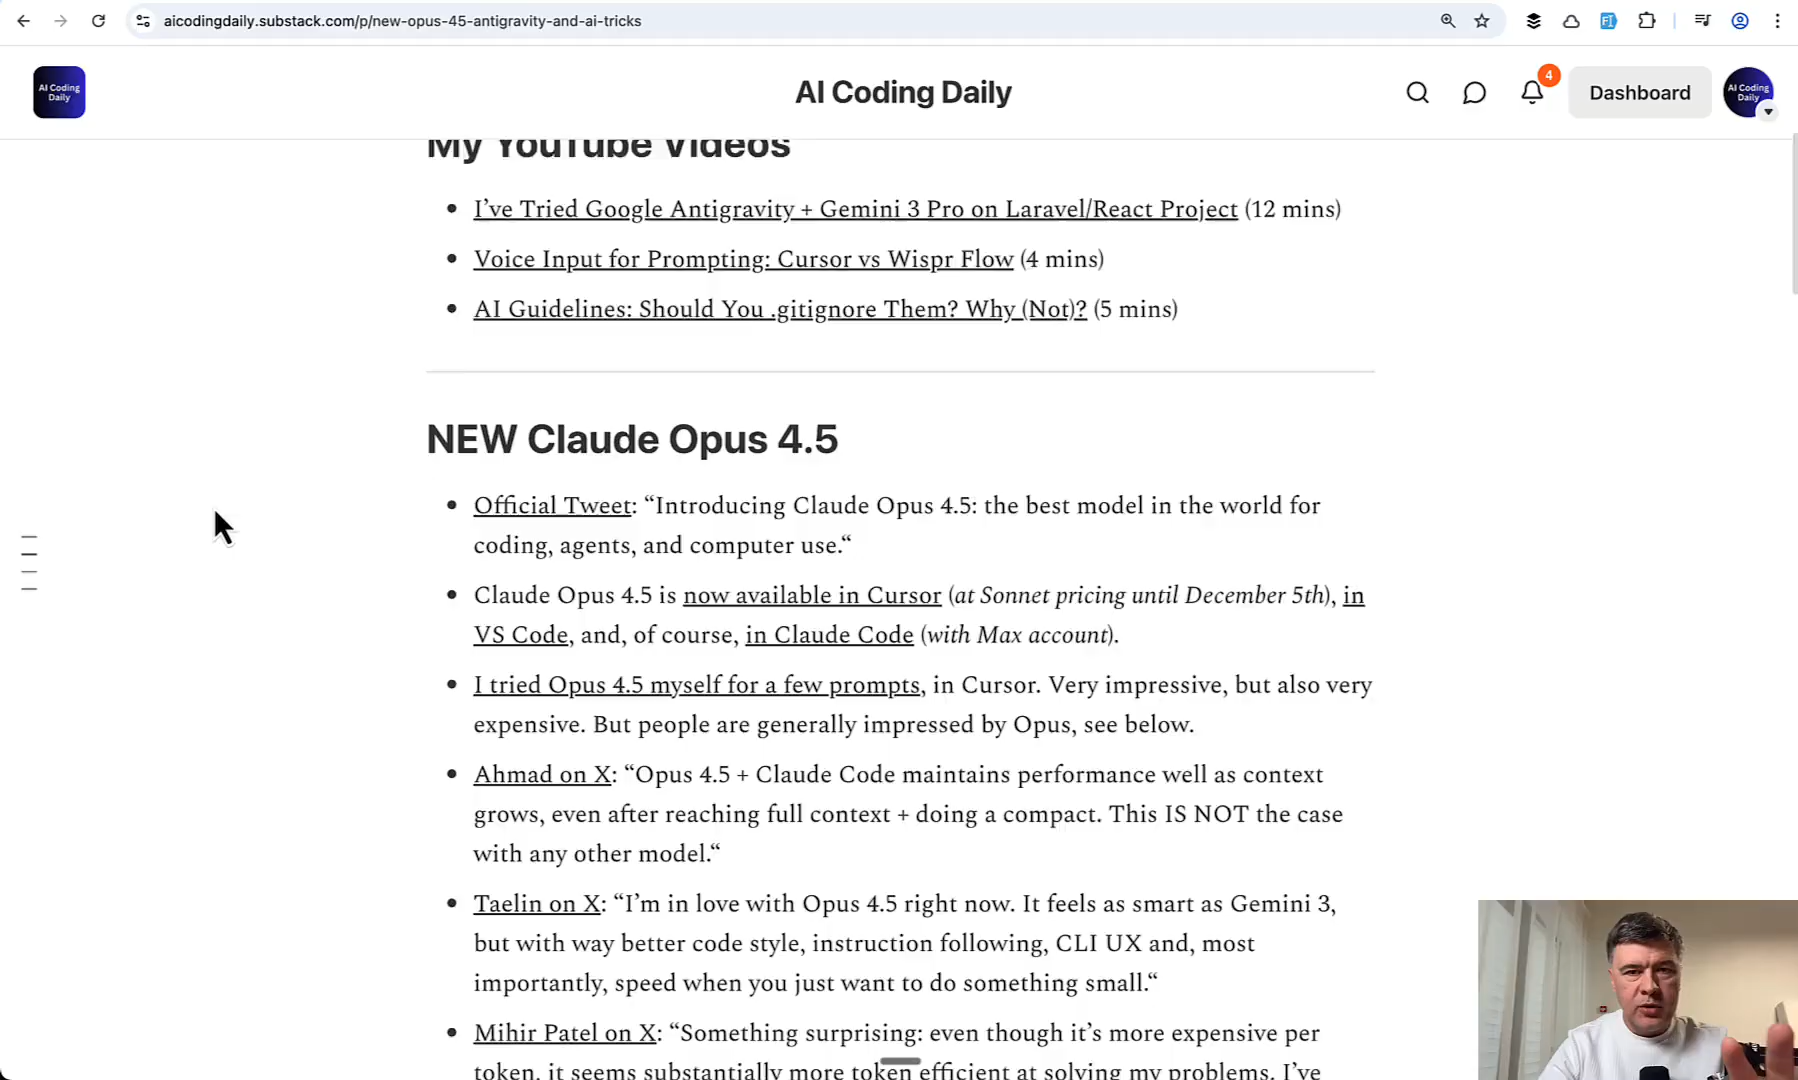 aicodingdaily.substack.com/p/new-opus-45-antigravity-and-ai-tricks
AI Coding
Daily
AI Coding Daily
4
Dashboard
AI Coding
Daily
My YouTube Videos
• I’ve Tried Google Antigravity + Gemini 3 Pro on Laravel/React Project (12 mins)
• Voice Input for Prompting: Cursor vs Wispr Flow (4 mins)
• AI Guidelines: Should You .gitignore Them? Why (Not)? (5 mins)
NEW Claude Opus 4.5
• Official Tweet: “Introducing Claude Opus 4.5: the best model in the world for
coding, agents, and computer use.“
• Claude Opus 4.5 is now available in Cursor (at Sonnet pricing until December 5th), in
VS Code, and, of course, in Claude Code (with Max account).
• I tried Opus 4.5 myself for a few prompts, in Cursor. Very impressive, but also very
expensive. But people are generally impressed by Opus, see below.
• Ahmad on X: “Opus 4.5 + Claude Code maintains performance well as context
grows, even after reaching full context + doing a compact. This IS NOT the case
with any other model.“
• Taelin on X: “I’m in love with Opus 4.5 right now. It feels as smart as Gemini 3,
but with way better code style, instruction following, CLI UX and, most
importantly, speed when you just want to do something small.“
• Mihir Patel on X: “Something surprising: even though it’s more expensive per
token, it seems substantially more token efficient at solving my problems. I’ve